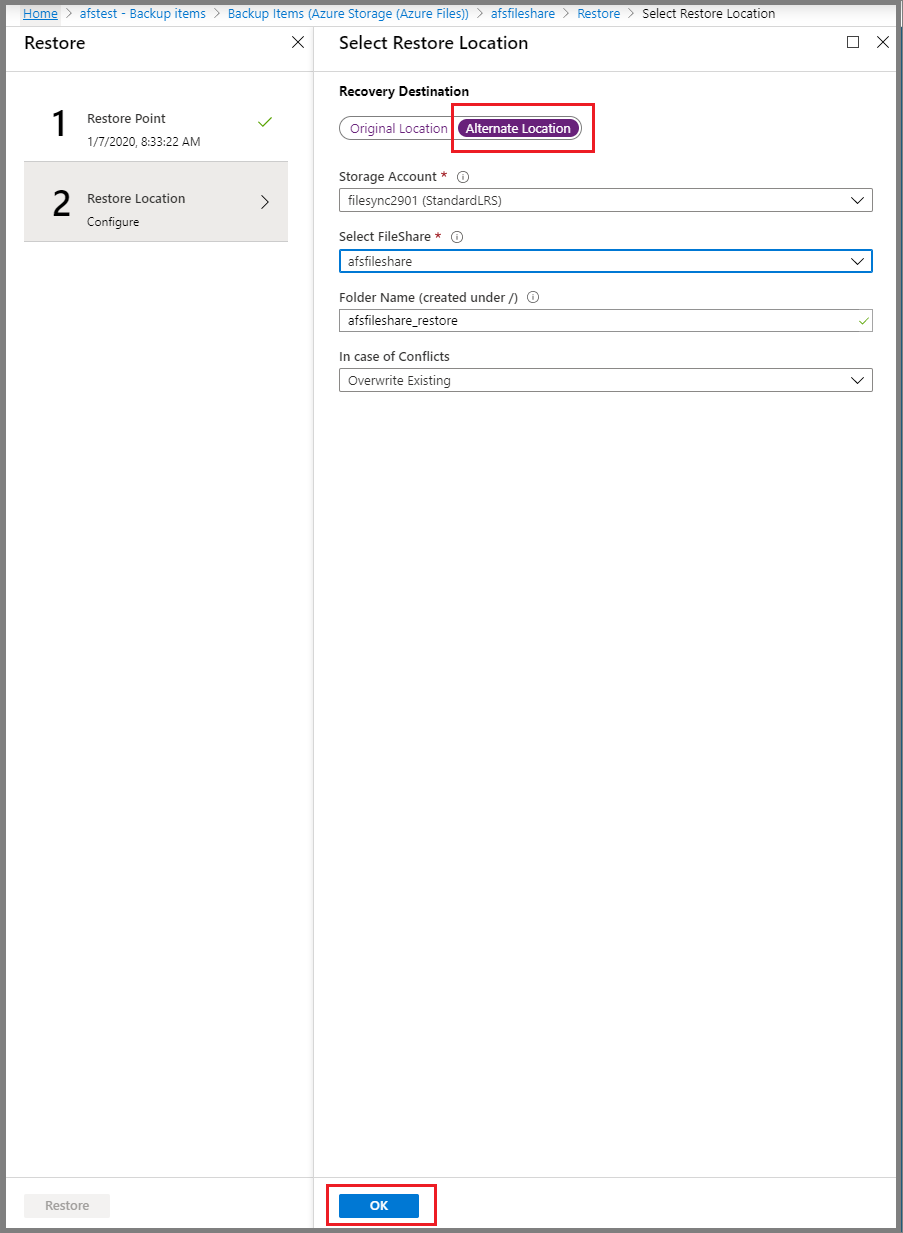 Home > afstest - Backup items > Backup Items (Azure Storage (Azure Files)) > afsfileshare > Restore > Select Restore Location
Restore
1
Restore Point
1/7/2020, 8:33:22 AM
2
Restore Location
Configure
Restore
Select Restore Location
Recovery Destination
Original Location Alternate Location
Storage Account *
filesync2901 (StandardLRS)
Select FileShare *
afsfileshare
Folder Name (created under /)
afsfileshare_restore
In case of Conflicts
Overwrite Existing
OK